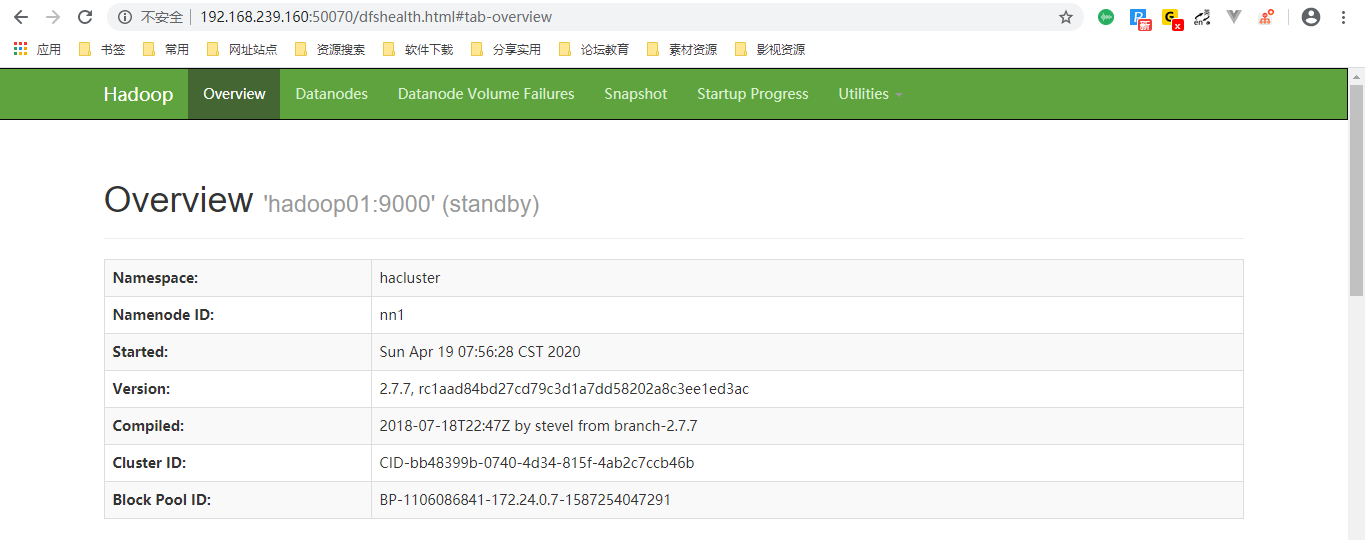 不安全 192.168.239.160:50070/dfshealth.html#tab-overview
新 G x 英 en
应用 书签 常用 网址站点 资源搜索 软件下载 分享实用 论坛教育 素材资源 影视资源
Hadoop Overview Datanodes Datanode Volume Failures Snapshot Startup Progress Utilities
Overview 'hadoop01:9000' (standby)
Namespace: hacluster
Namenode ID: nn1
Started: Sun Apr 19 07:56:28 CST 2020
Version: 2.7.7, rc1aad84bd27cd79c3d1a7dd58202a8c3ee1ed3ac
Compiled: 2018-07-18T22:47Z by stevel from branch-2.7.7
Cluster ID: CID-bb48399b-0740-4d34-815f-4ab2c7ccb46b
Block Pool ID: BP-1106086841-172.24.0.7-1587254047291